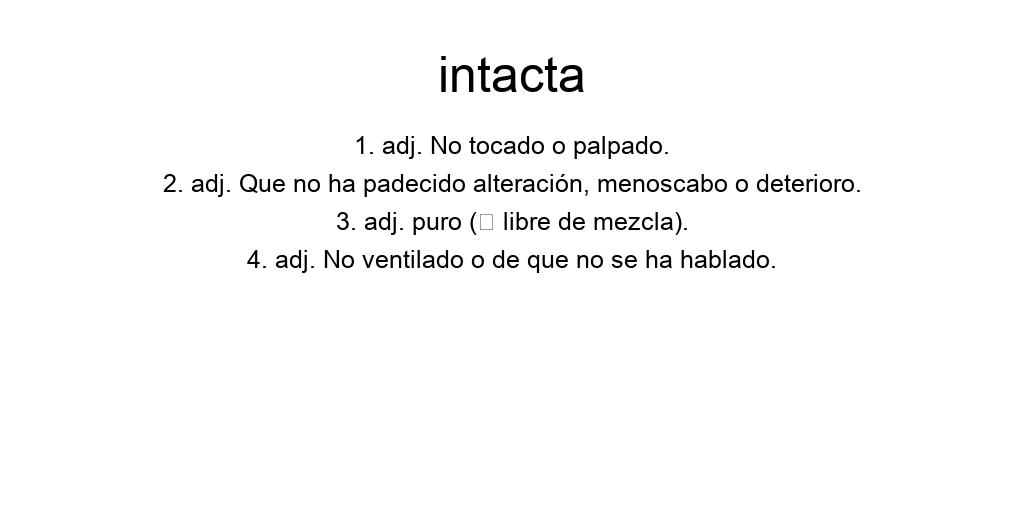 intacta
1. adj. No tocado o palpado.
2. adj. Que no ha padecido alteración, menoscabo o deterioro.
3. adj. puro (□ libre de mezcla).
4. adj. No ventilado o de que no se ha hablado.